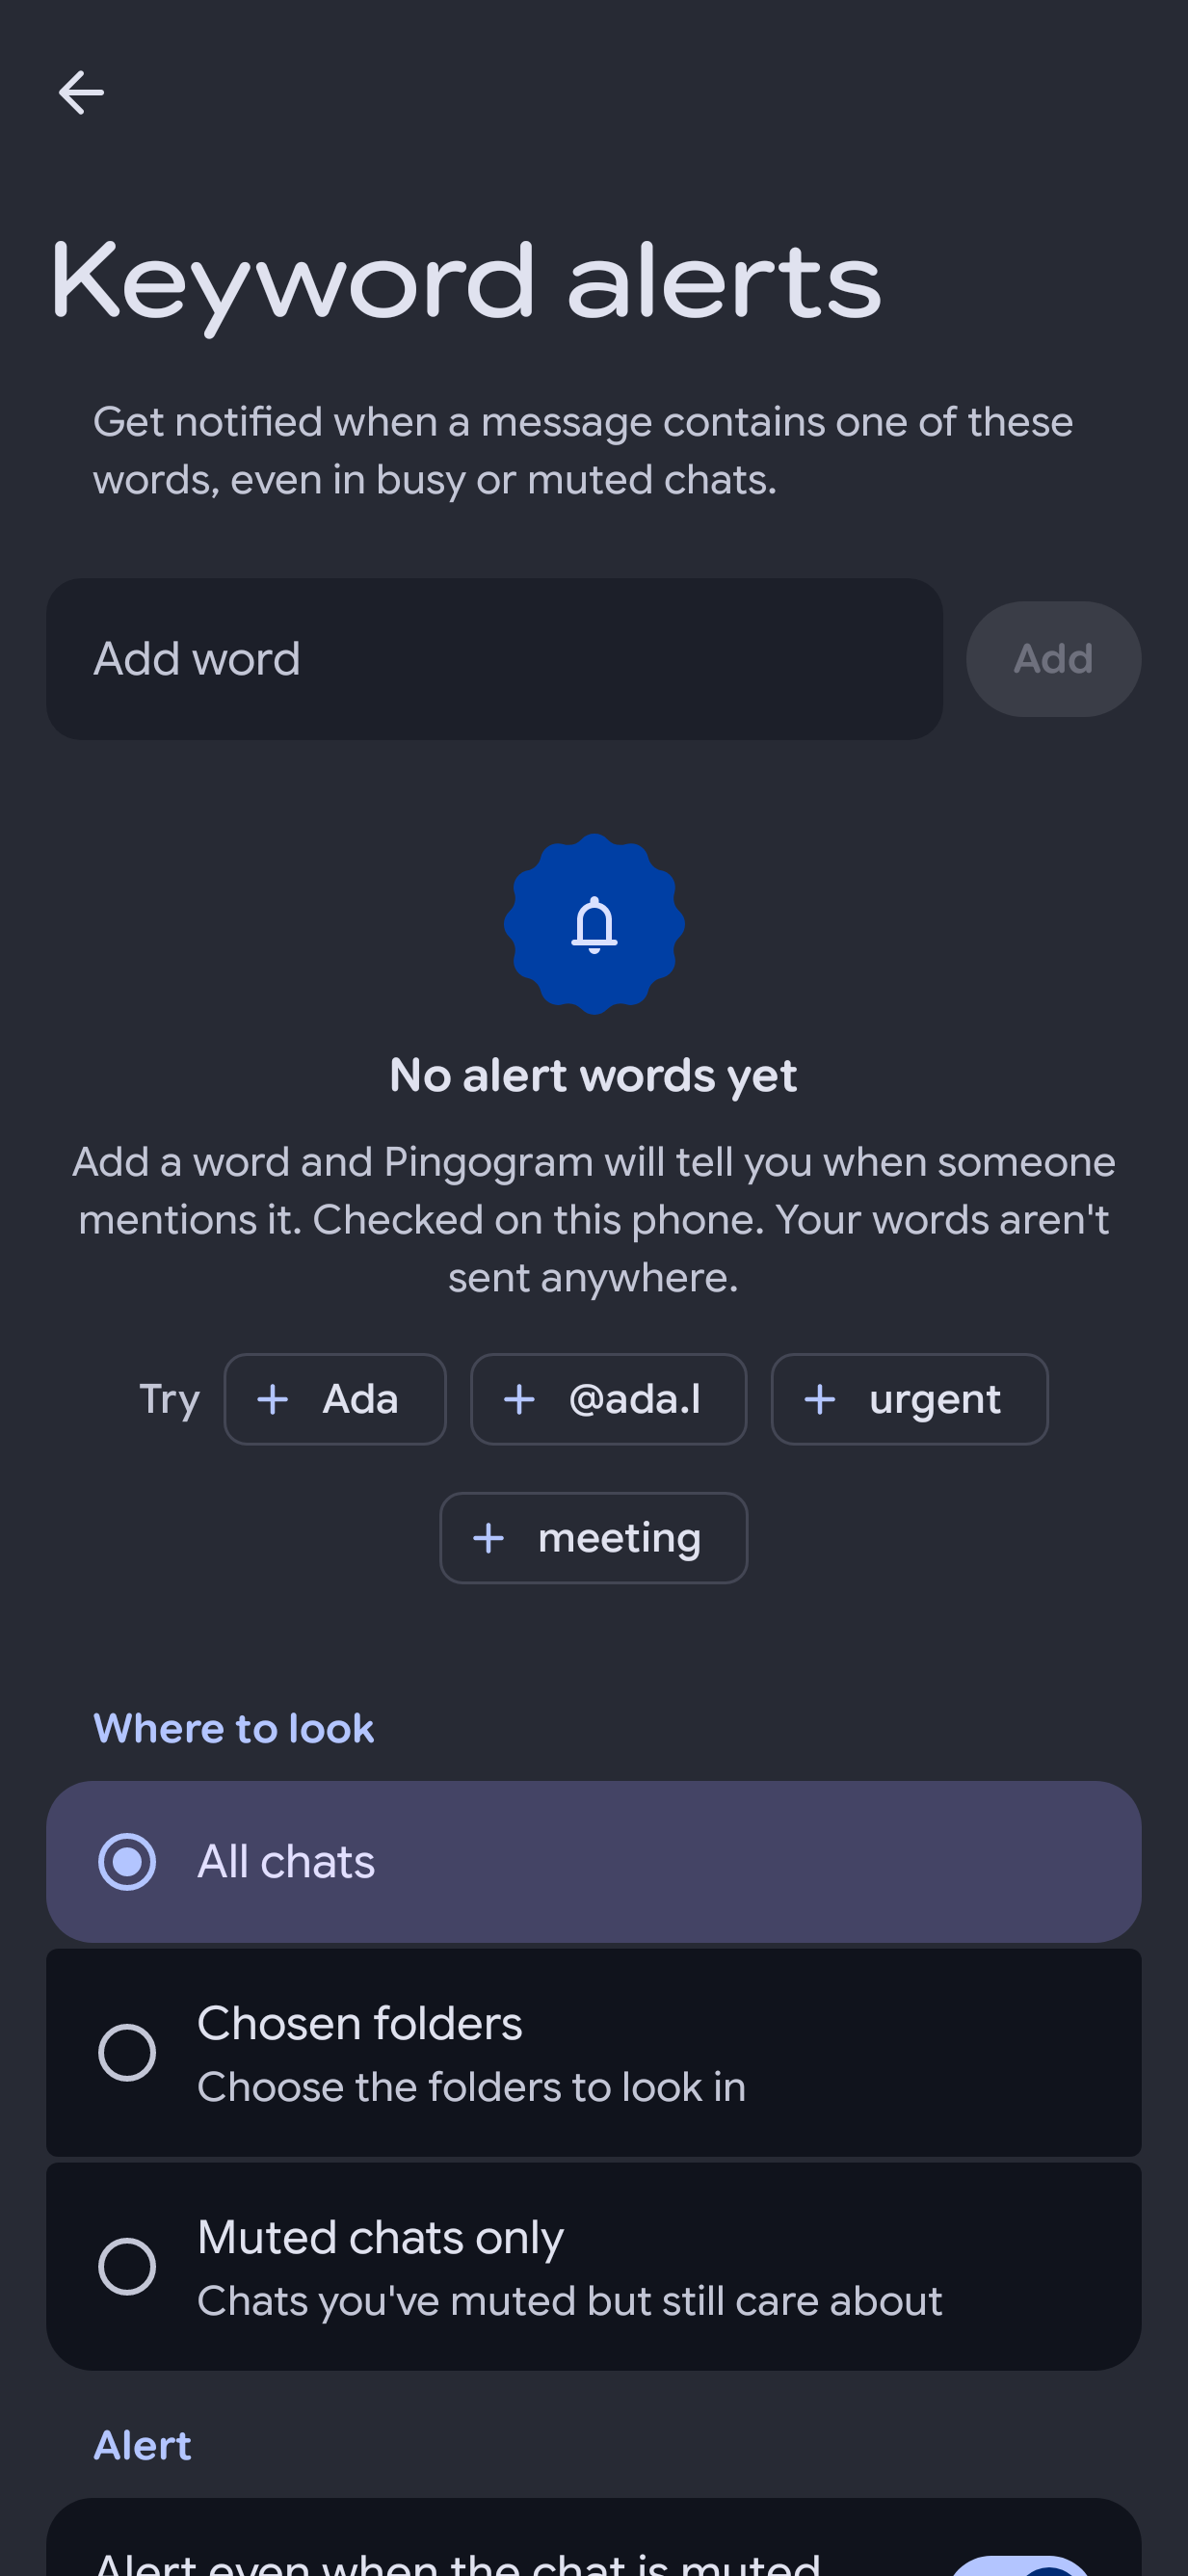 Keyword alerts
Get notified when a message contains one of these
words, even in busy or muted chats.
Add word
Add
No alert words yet
Add a word and Pingogram will tell you when someone
mentions it. Checked on this phone. Your words aren't
sent anywhere.
Try
Ada
@ada.l
urgent
meeting
Where to look
All chats
Chosen folders
Choose the folders to look in
Muted chats only
Chats you've muted but still care about
Alert
Alert even when the chat is muted